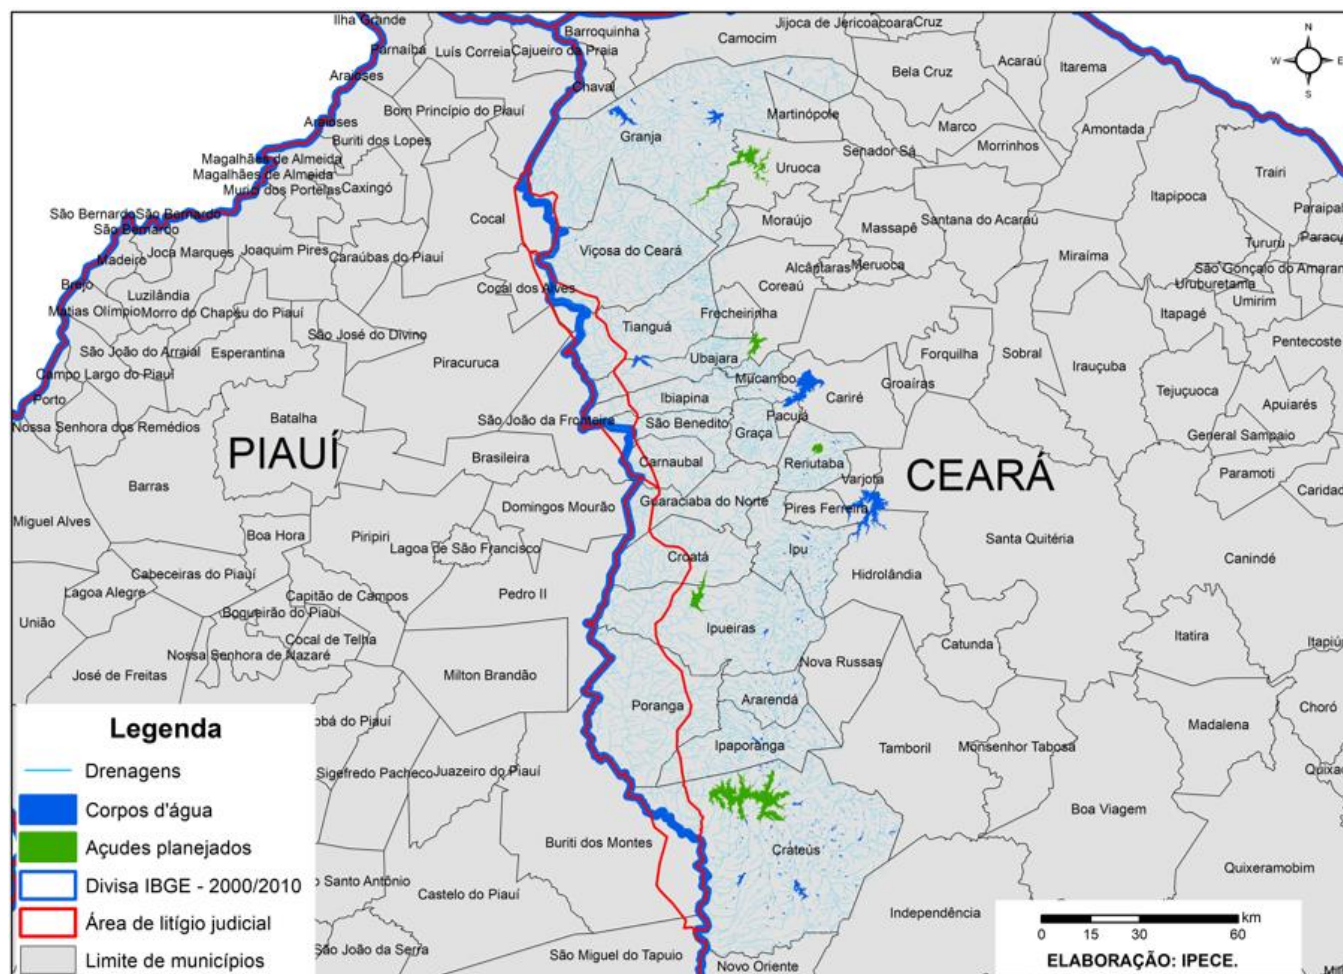 Ilha Grande
Jijoca de Jericoacoara
Cruz
Barroquinha
Camocim
Parnaíba
Luís Correia
Cajueiro da Praia
Acaraú
Itarema
Bela Cruz
Araioses
Chaval
N
W
E
S
Bom Princípio do Piauí
Martinópole
Araioses
Granja
Marco
Amontada
Buriti dos Lopes
Morrinhos
Senador Sá
Magalhães de Almeida
Magalhães de Almeida
Uruoca
Trairi
Murici dos Portelas
Caxingó
Itapipoca
São Bernardo
São Bernardo
São Bernardo
Cocal
Moraújo
Massapê
Santana do Acaraú
Joca Marques
Joaquim Pires
Caraúbas do Piauí
Viçosa do Ceará
Tururu
Madeiro
Alcântaras
Meruoca
Miraíma
São Gonçalo do Amaran
Brejo
Luzilândia
Cocal dos Alves
Coreaú
Uruburetama
Umirim
Matias Olímpio
Morro do Chapéu do Piauí
Frecheirinha
Itapagé
São José do Divino
Tianguá
Pentecoste
São João do Arraial
Esperantina
Piracuruca
Ubajara
Forquilha
Sobral
Irauçuba
Campo Largo do Piauí
Mucambo
Groaíras
Tejuçuoca
Porto
Ibiapina
Cariré
Apuiarés
Nossa Senhora dos Remédios
Batalha
São João da Fronteira
São Benedito
Pacujá
Graça
General Sampaio
PIAUÍ
Brasileira
Carnaubal
Reriutaba
CEARÁ
Paramoti
Barras
Varjota
Caridad
Domingos Mourão
Guaraciaba do Norte
Pires Ferreira
Miguel Alves
Boa Hora
Piripiri
Lagoa de São Francisco
Croatá
Ipu
Santa Quitéria
Canindé
Cabeceiras do Piauí
Hidrolândia
Lagoa Alegre
Capitão de Campos
Pedro II
União
Boqueirão do Piauí
Ipueiras
Cocal de Telha
Catunda
Itatira
Nossa Senhora de Nazaré
Nova Russas
José de Freitas
Milton Brandão
Poranga
Ararendá
Choró
obá do Piauí
Ipaporanga
Tamboril
Monsenhor Tabosa
Madalena
Sigefredo Pacheco
Juazeiro do Piauí
Boa Viagem
Buriti dos Montes
Crateús
Quixeramobim
o Santo Antônio
Castelo do Piauí
Independência
São João da Serra
São Miguel do Tapuio
Novo Oriente
Legenda
Drenagens
Corpos d'água
Açudes planejados
Divisa IBGE - 2000/2010
Área de litígio judicial
Limite de municípios
km
0 15 30 60
ELABORAÇÃO: IPECE.